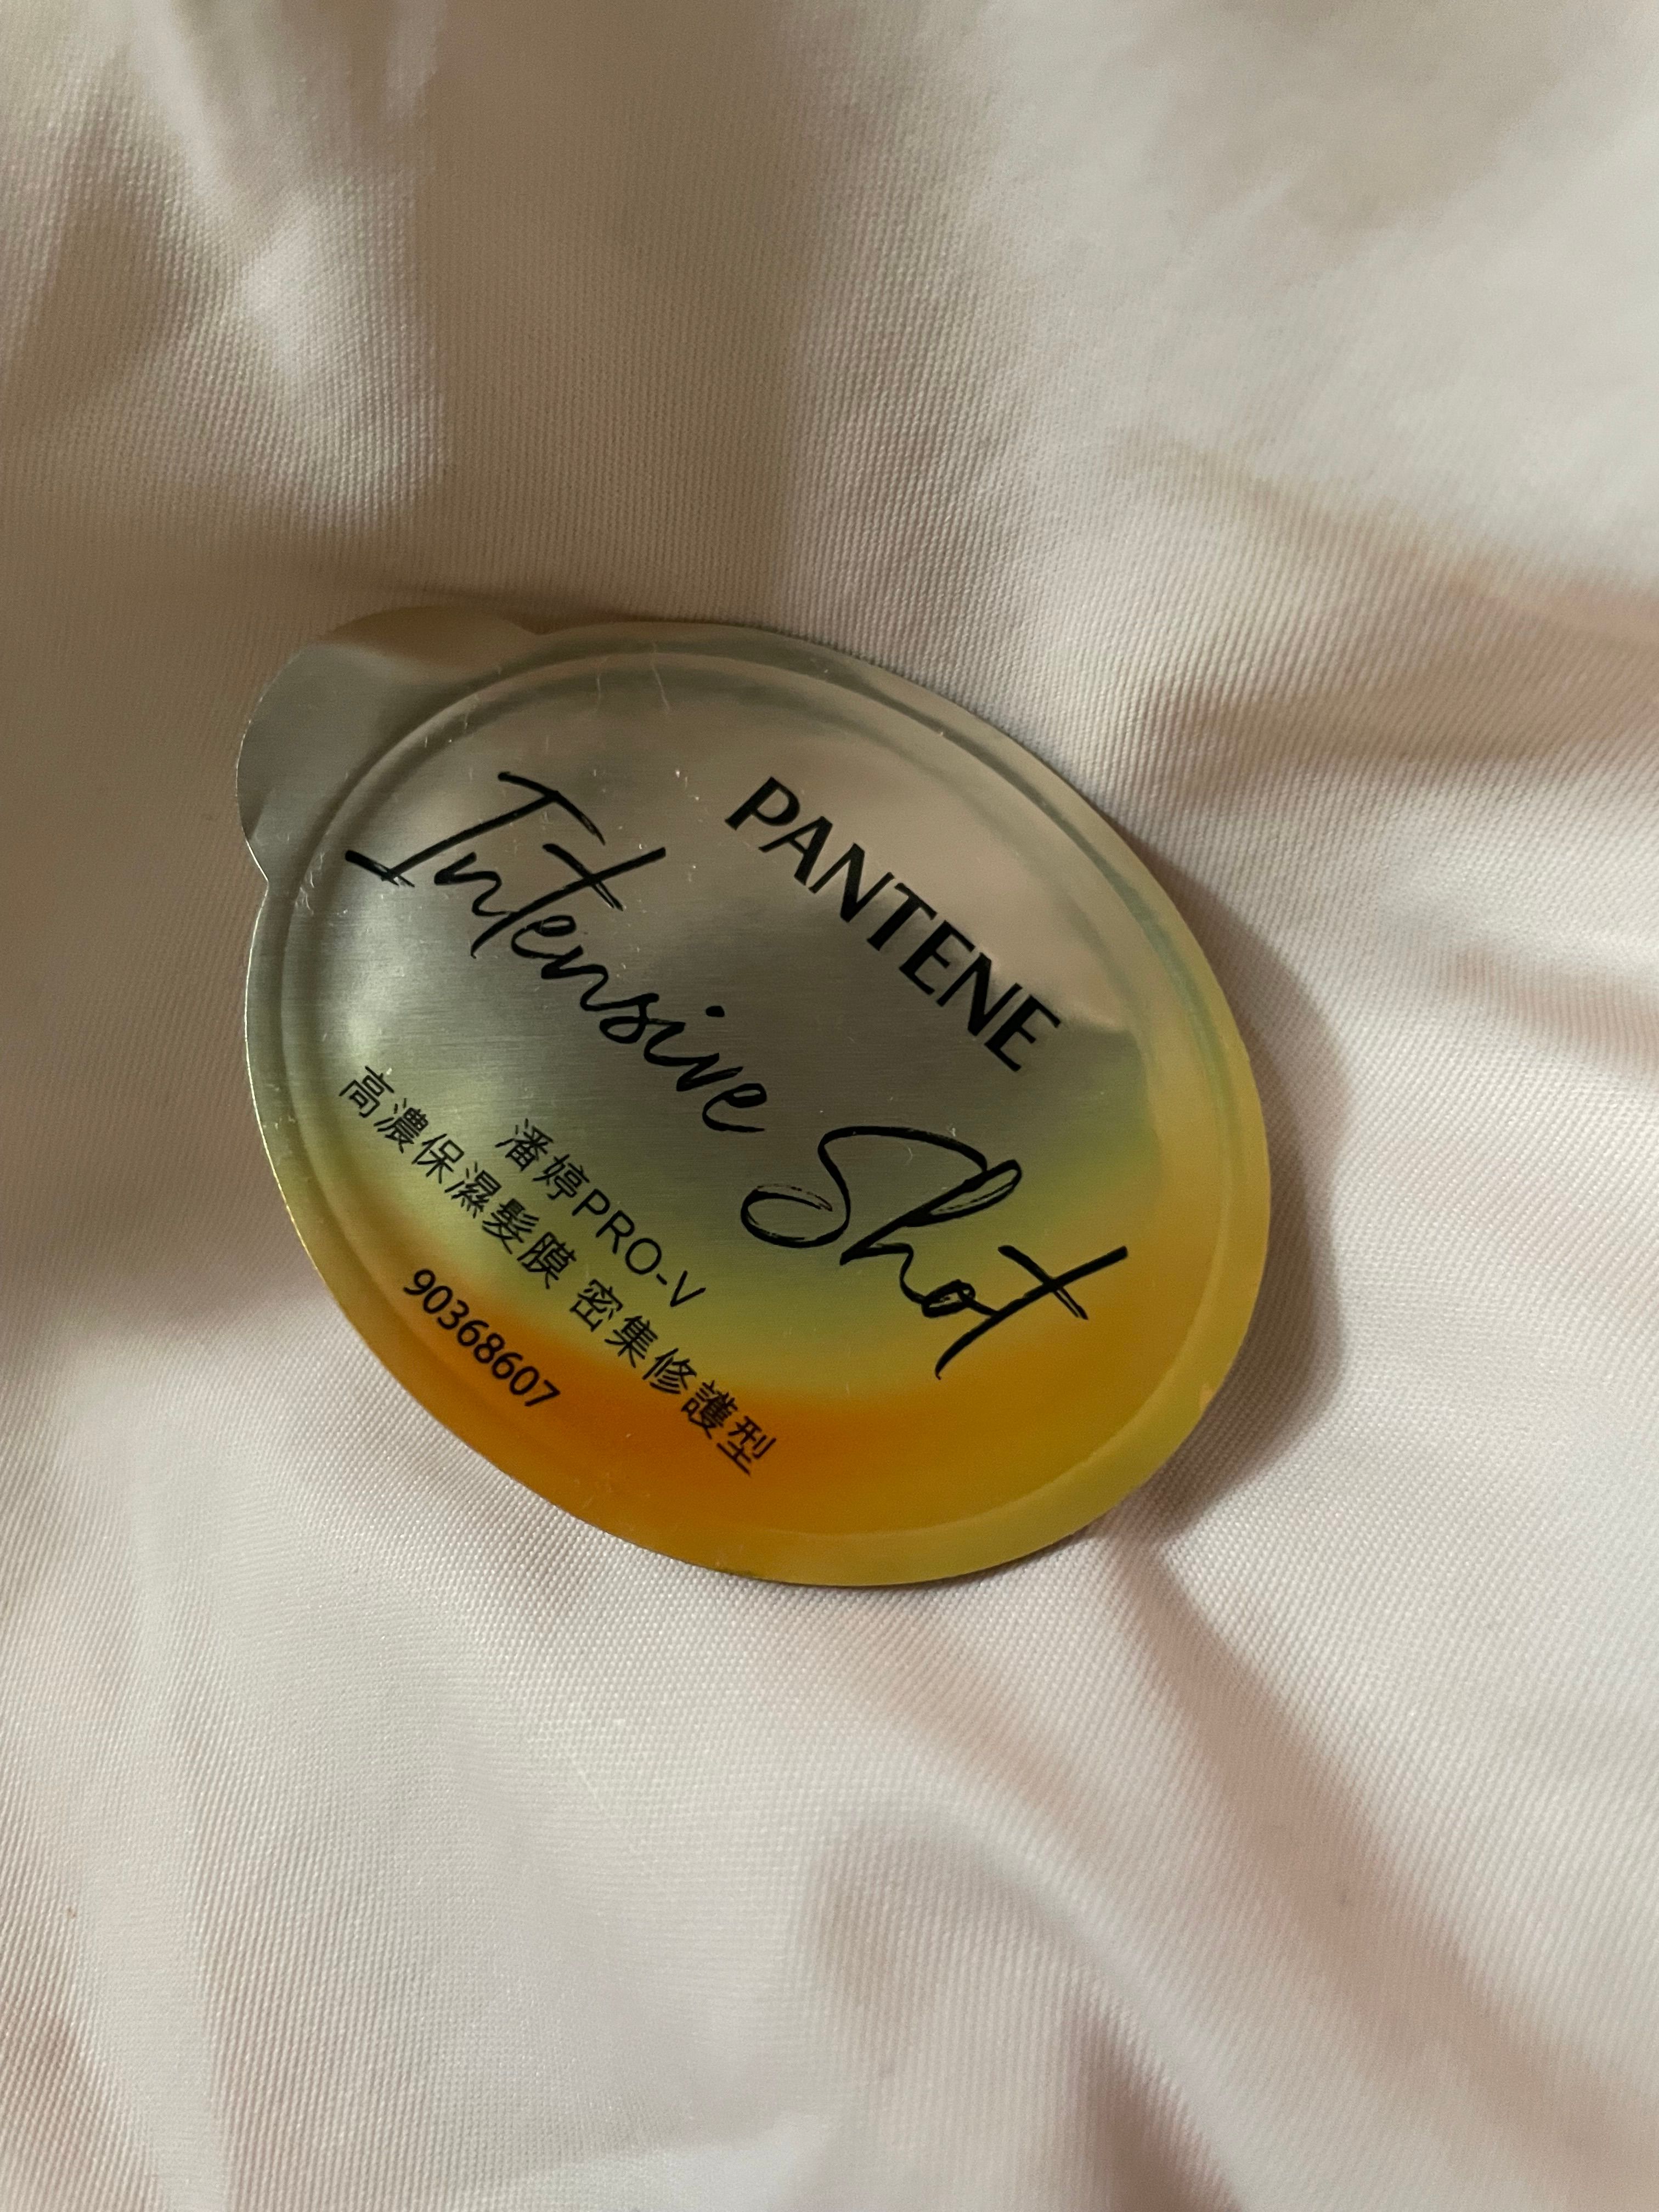 PANTENE
Intensive Shot
潘婷PRO-V
高濃保濕髮膜 密集修護型
90368607